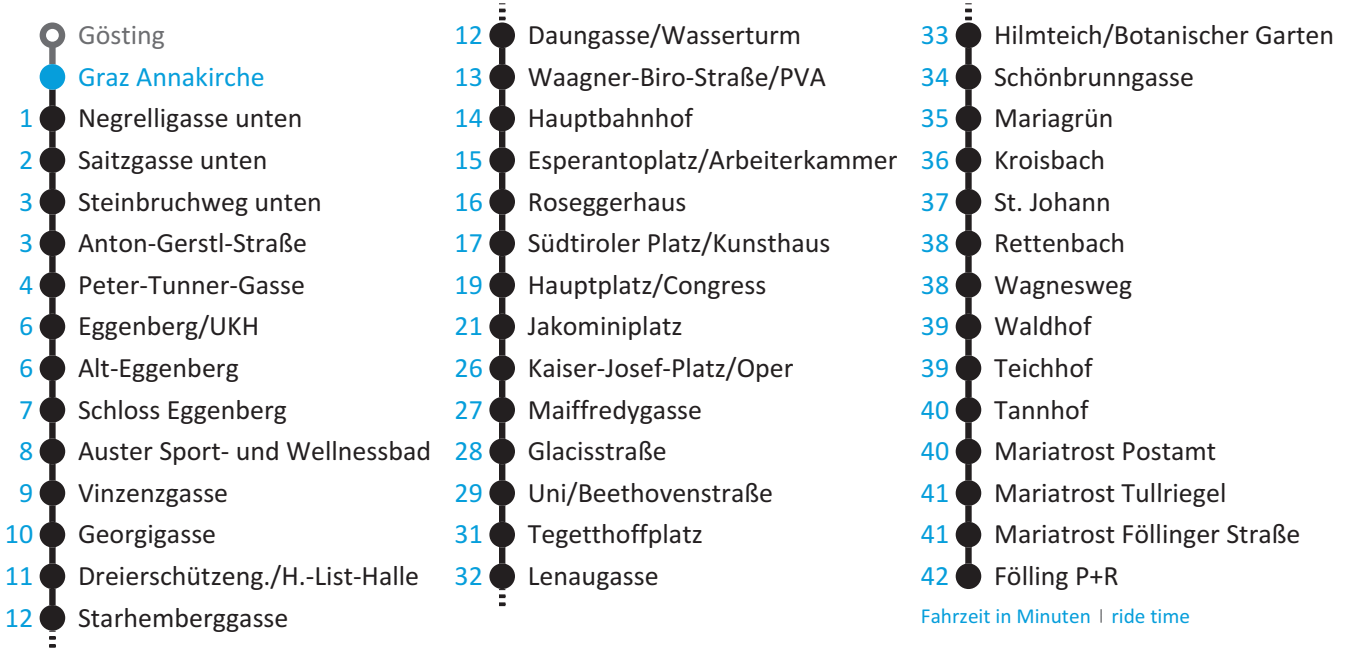 Gösting
Graz Annakirche
1 Negrelligasse unten
2 Saitzgasse unten
3 Steinbruchweg unten
3 Anton-Gerstl-Straße
4 Peter-Tunner-Gasse
6 Eggenberg/UKH
6 Alt-Eggenberg
7 Schloss Eggenberg
8 Auster Sport- und Wellnessbad
9 Vinzenzgasse
10 Georgigasse
11 Dreierschützeng./H.-List-Halle
12 Starhemberggasse
12 Daungasse/Wasserturm
13 Waagner-Biro-Straße/PVA
14 Hauptbahnhof
15 Esperantoplatz/Arbeiterkammer
16 Roseggerhaus
17 Südtiroler Platz/Kunsthaus
19 Hauptplatz/Congress
21 Jakominiplatz
26 Kaiser-Josef-Platz/Oper
27 Maiffredygasse
28 Glacisstraße
29 Uni/Beethovenstraße
31 Tegetthoffplatz
32 Lenaugasse
33 Hilmteich/Botanischer Garten
34 Schönbrunngasse
35 Mariagrün
36 Kroisbach
37 St. Johann
38 Rettenbach
38 Wagnesweg
39 Waldhof
39 Teichhof
40 Tannhof
40 Mariatrost Postamt
41 Mariatrost Tullriegel
41 Mariatrost Föllinger Straße
42 Fölling P+R
Fahrzeit in Minuten | ride time